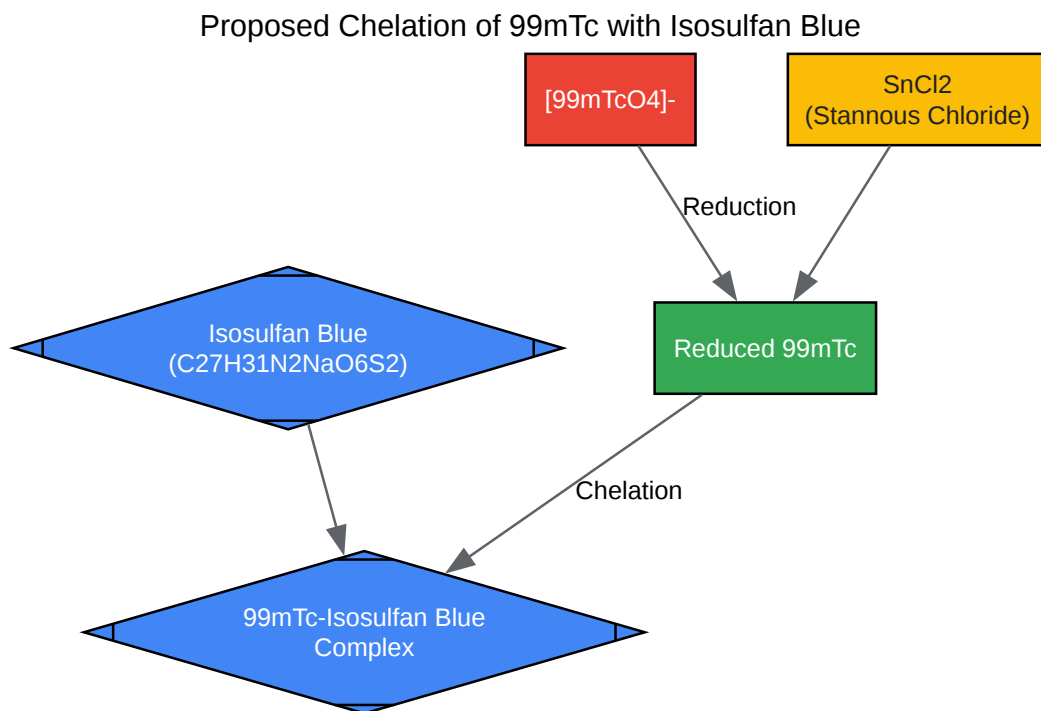 Proposed Chelation of 99mTc with Isosulfan Blue
[99mTcO4]-
SnCl2
(Stannous Chloride)
Reduction
Isosulfan Blue
(C27H31N2NaO6S2)
Reduced 99mTc
Chelation
99mTc-Isosulfan Blue
Complex